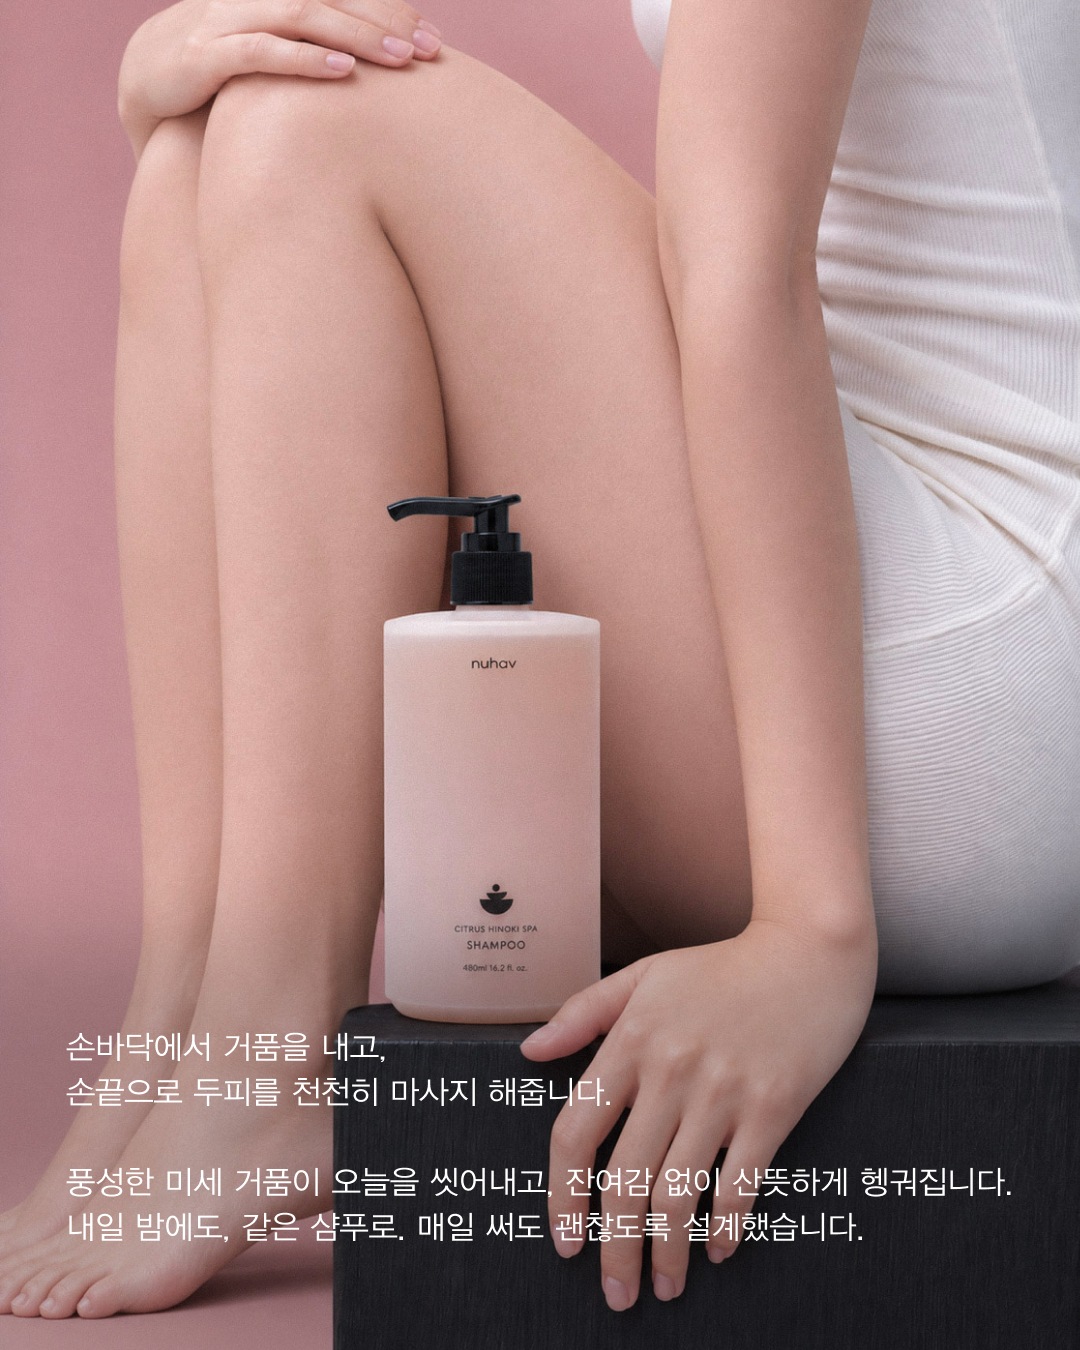 nuhav
CITRUS HINOKI SPA
SHAMPOO
480ml 16.2 fl. oz.
손바닥에서 거품을 내고,
손끝으로 두피를 천천히 마사지 해줍니다.
풍성한 미세 거품이 오늘을 씻어내고, 잔여감 없이 산뜻하게 헹궈집니다.
내일 밤에도, 같은 샴푸로. 매일 써도 괜찮도록 설계했습니다.